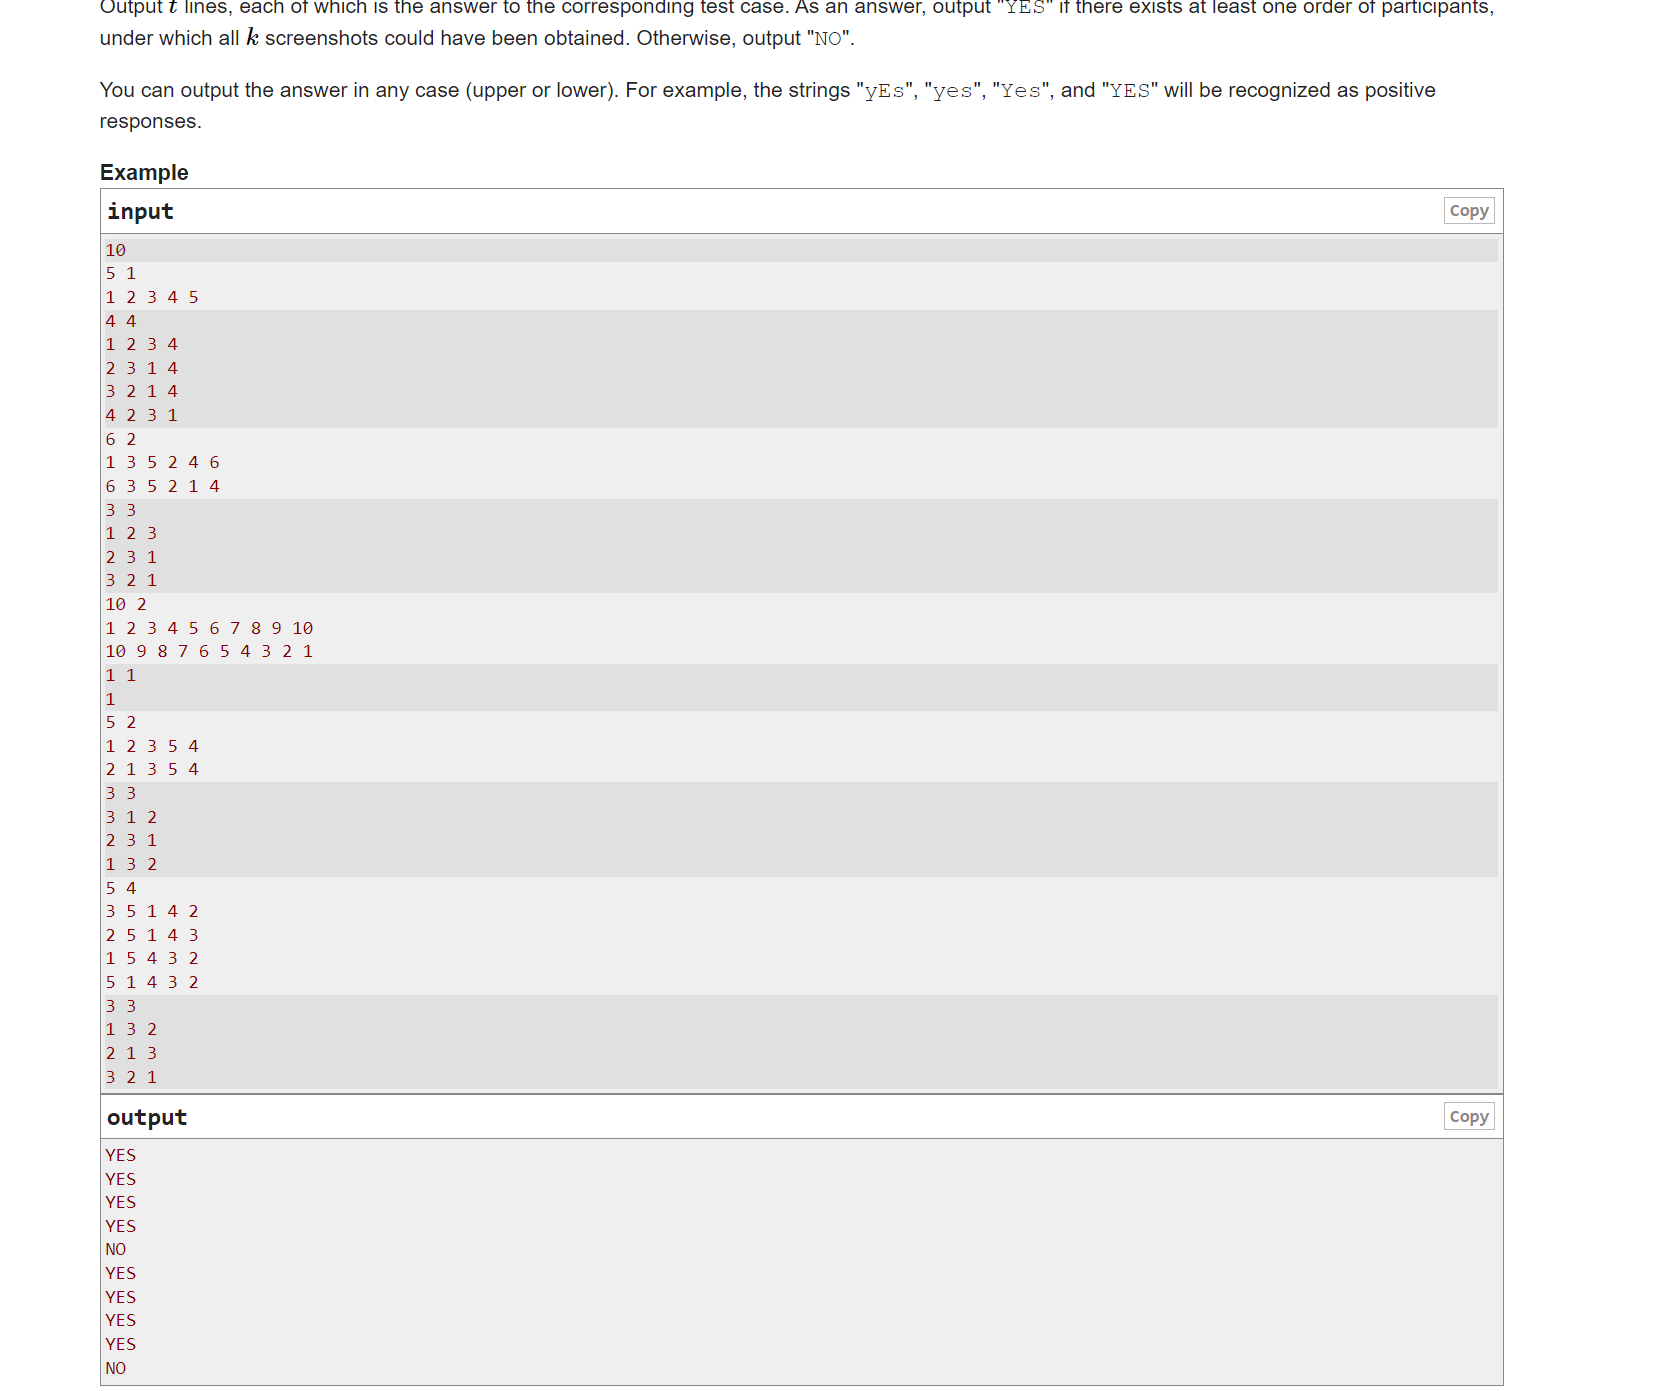 Output t lines, each of which is the answer to the corresponding test case. As an answer, output "YES" if there exists at least one order of participants,
under which all k screenshots could have been obtained. Otherwise, output "NO".
You can output the answer in any case (upper or lower). For example, the strings "yEs", "yes", "Yes", and "YES" will be recognized as positive
responses.
Example
input
Copy
10
5 1
1 2 3 4 5
4 4
1 2 3 4
2 3 1 4
3 2 1 4
4 2 3 1
6 2
1 3 5 2 4 6
6 3 5 2 1 4
3 3
1 2 3
2 3 1
3 2 1
10 2
1 2 3 4 5 6 7 8 9 10
10 9 8 7 6 5 4 3 2 1
1 1
1
5 2
1 2 3 5 4
2 1 3 5 4
3 3
3 1 2
2 3 1
1 3 2
5 4
3 5 1 4 2
2 5 1 4 3
1 5 4 3 2
5 1 4 3 2
3 3
1 3 2
2 1 3
3 2 1
output
Copy
YES
YES
YES
YES
NO
YES
YES
YES
YES
NO